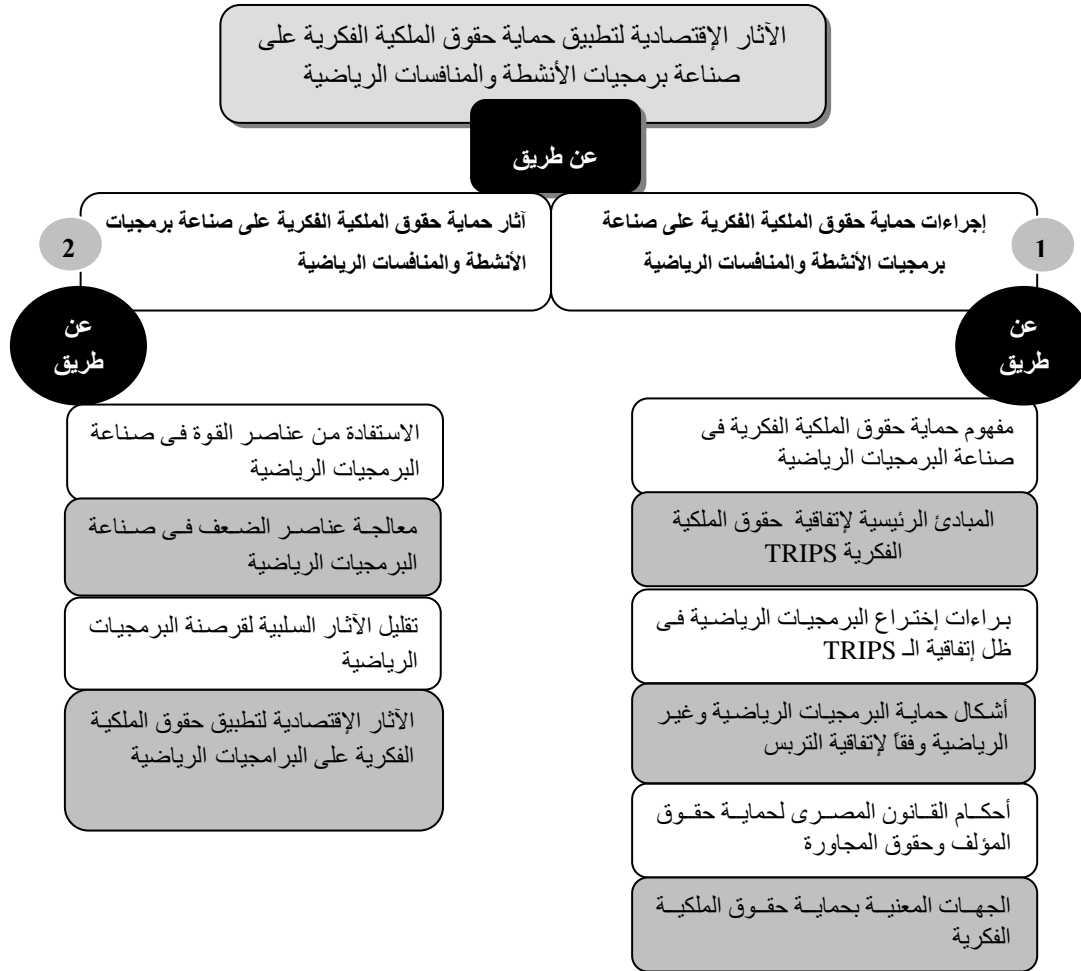 الآثار الإقتصادية لتطبيق حماية حقوق الملكية الفكرية على
صناعة برمجيات الأنشطة والمنافسات الرياضية
عن طريق
1
إجراءات حماية حقوق الملكية الفكرية على صناعة
برمجيات الأنشطة والمنافسات الرياضية
عن
طريق
مفهوم حماية حقوق الملكية الفكرية فى
صناعة البرمجيات الرياضية
المبادئ الرئيسية لإتفاقية حقوق الملكية
الفكرية TRIPS
براءات إختراع البرمجيات الرياضية فى
ظل إتفاقية الـ TRIPS
أشكال حماية البرمجيات الرياضية وغير
الرياضية وفقاً لإتفاقية التربس
أحكام القانون المصرى لحماية حقوق
المؤلف وحقوق المجاورة
الجهات المعنية بحماية حقوق الملكية
الفكرية
2
آثار حماية حقوق الملكية الفكرية على صناعة برمجيات
الأنشطة والمنافسات الرياضية
عن
طريق
الاستفادة من عناصر القوة فى صناعة
البرمجيات الرياضية
معالجة عناصر الضعف فى صناعة
البرمجيات الرياضية
تقليل الآثار السلبية لقرصنة البرمجيات
الرياضية
الآثار الإقتصادية لتطبيق حقوق الملكية
الفكرية على البرامجيات الرياضية